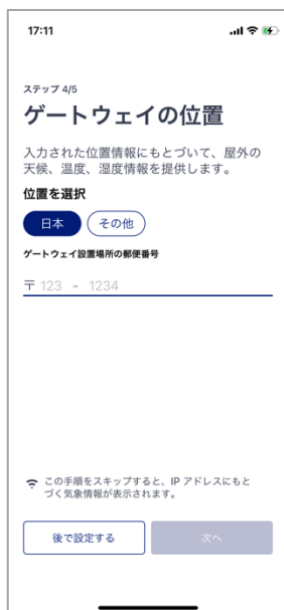 17:11
ステップ 4/5
ゲートウェイの位置
入力された位置情報にもとづいて、屋外の
天候、温度、湿度情報を提供します。
位置を選択
日本 その他
ゲートウェイ設置場所の郵便番号
〒 123 - 1234
この手順をスキップすると、IP アドレスにもと
づく気象情報が表示されます。
後で設定する 次へ